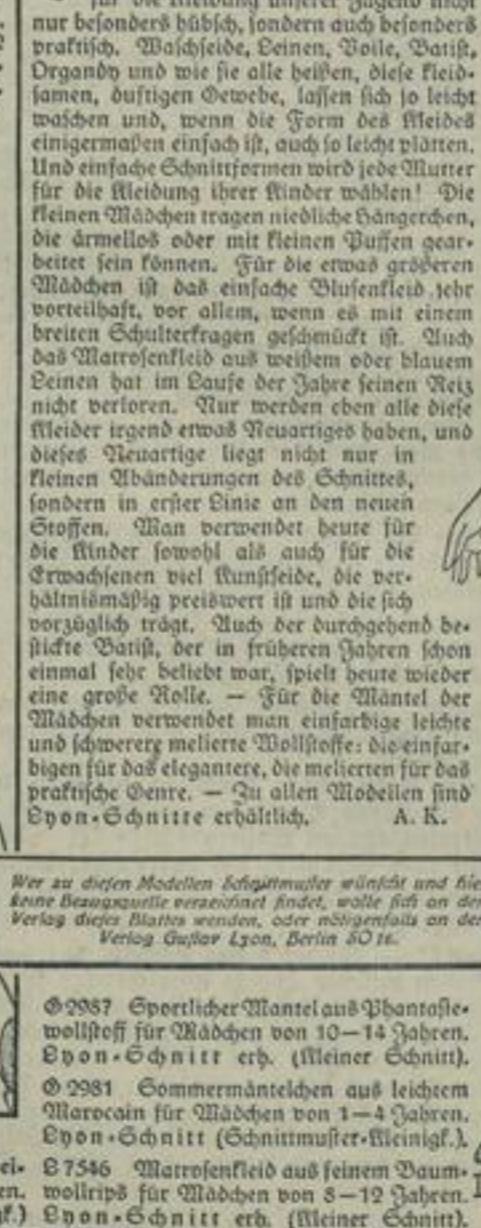 für die Kleidung unserer Jugend nicht
nur besonders hübsch, sondern auch besonders
praktisch. Waschseide, Leinen, Voile, Batist,
Organdy und wie sie alle heißen, diese kleid-
samen, duftigen Gewebe, lassen sich so leicht
waschen und, wenn die Form des Kleides
einigermaßen einfach ist, auch so leicht plätten.
Und einfache Schnittformen wird jede Mutter
für die Kleidung ihrer Kinder wählen! Die
kleinen Mädchen tragen niedliche Hängerchen,
die ärmellos oder mit kleinen Puffen gear-
beitet sein können. Für die etwas größeren
Mädchen ist das einfache Blusenkleid sehr
vorteilhaft, vor allem, wenn es mit einem
breiten Schulterkragen geschmückt ist. Auch
das Matrosenkleid aus weißem oder blauem
Leinen hat im Laufe der Jahre seinen Reiz
nicht verloren. Nur werden eben alle diese
Kleider irgend etwas Neuartiges haben, und
dieses Neuartige liegt nicht nur in
kleinen Abänderungen des Schnittes,
sondern in erster Linie an den neuen
Stoffen. Man verwendet heute für
die Kinder sowohl als auch für die
Erwachsenen viel Kunstseide, die ver-
hältnismäßig preiswert ist und die sich
vorzüglich trägt. Auch der durchgehend be-
stickte Batist, der in früheren Jahren schon
einmal sehr beliebt war, spielt heute wieder
eine große Rolle. — Für die Mäntel der
Mädchen verwendet man einfarbige leichte
und schwerere melierte Wollstoffe: die einfar-
bigen für das elegantere, die melierten für das
praktische Genre. — Zu allen Modellen sind
Lyon-Schnitte erhältlich. A. K.
Wer zu diesen Modellen Schnittmuster wünscht und hie
keine Bezugsquelle verzeichnet findet, wolle sich an den
Verlag dieses Blattes wenden, oder nötigenfalls an den
Verlag Gustav Lyon, Berlin SO 16.
G 2987 Sportlicher Mantel aus Phantasie-
wollstoff für Mädchen von 10—14 Jahren.
Lyon-Schnitt erh. (Kleiner Schnitt).
G 2981 Sommermäntelchen aus leichtem
Marocain für Mädchen von 1—4 Jahren.
Lyon-Schnitt (Schnittmuster-Kleinigk.).
S 7546 Matrosenkleid aus feinem Baum-
wollrips für Mädchen von 8—12 Jahren.
Lyon-Schnitt erh. (Kleiner Schnitt).